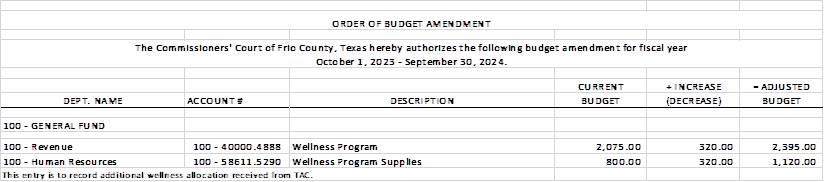 ORDER OF BUDGET AMENDMENT
The Commissioners' Court of Frio County, Texas hereby authorizes the following budget amendment for fiscal year
October 1, 2023 - September 30, 2024.
CURRENT + INCREASE = ADJUSTED
DEPT. NAME ACCOUNT # DESCRIPTION BUDGET (DECREASE) BUDGET
100 - GENERAL FUND
100 - Revenue 100 - 40000.4888 Wellness Program 2,075.00 320.00 2,395.00
100 - Human Resources 100 - 58611.5290 Wellness Program Supplies 800.00 320.00 1,120.00
This entry is to record additional wellness allocation received from TAC.